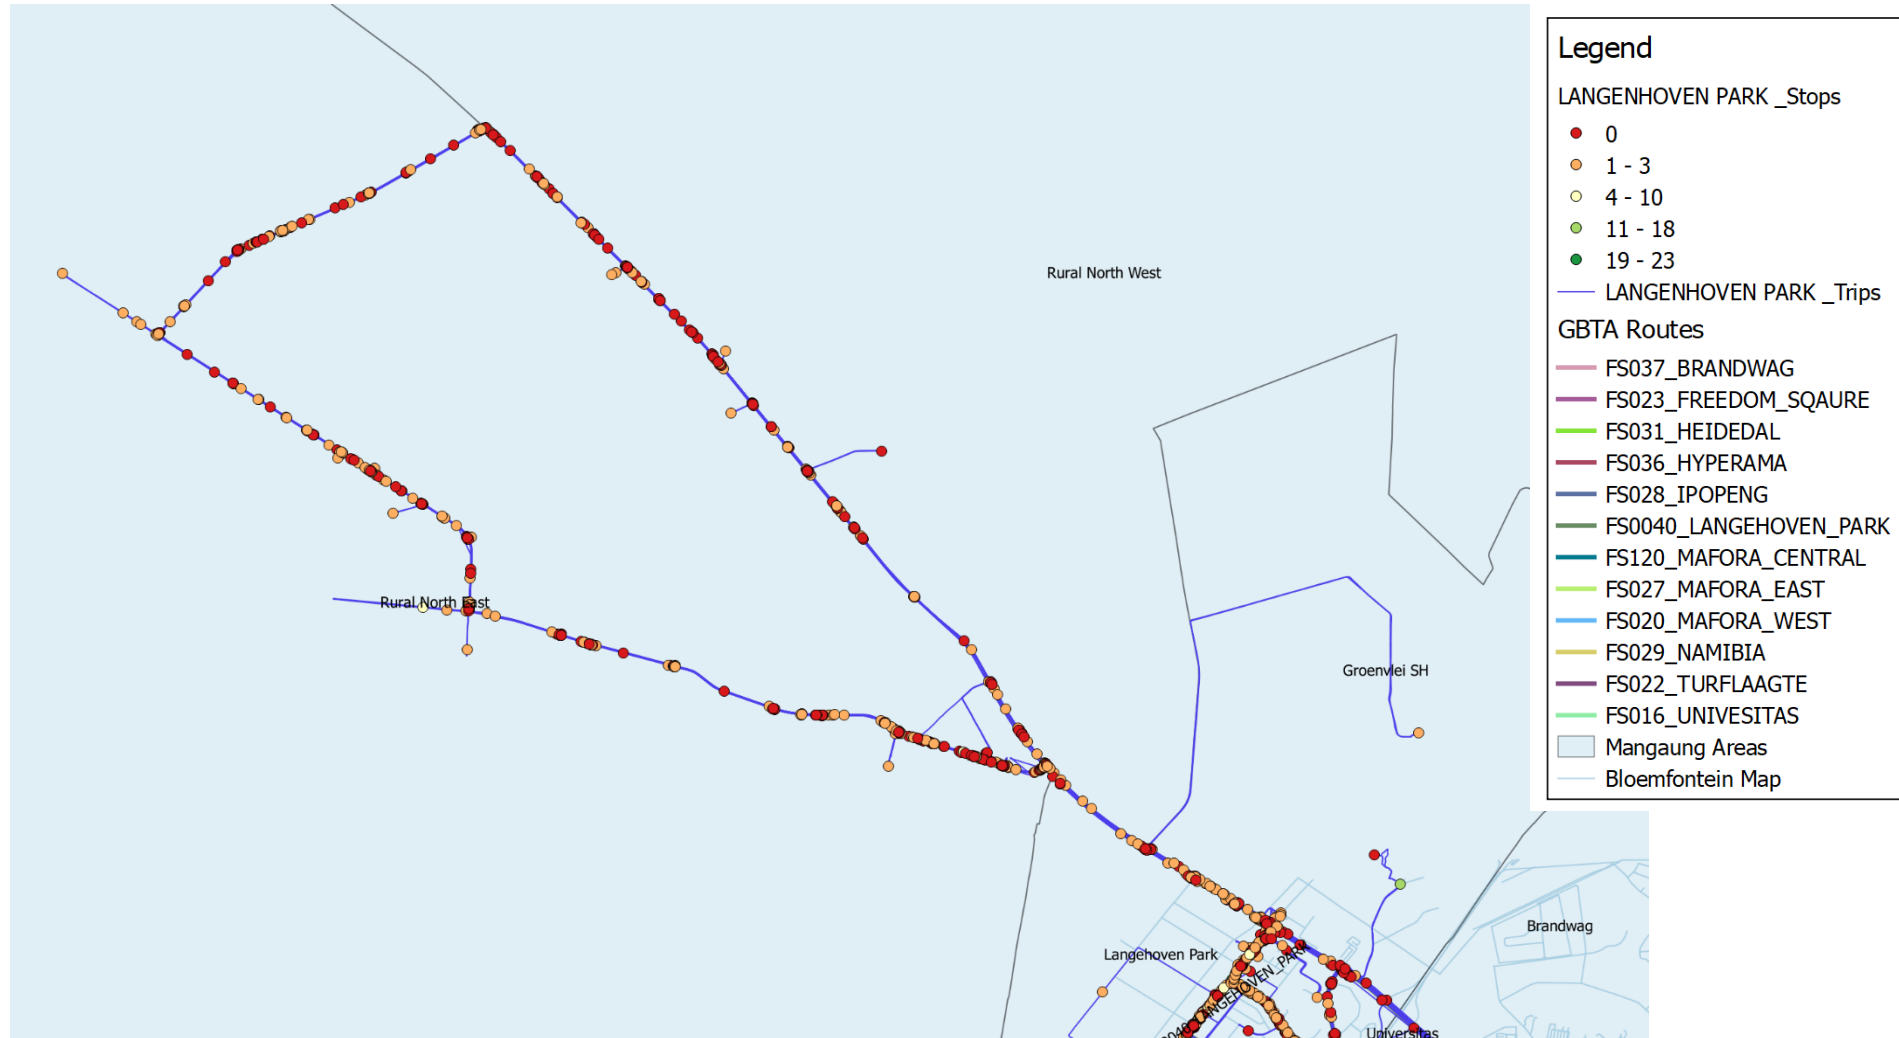 Legend
LANGENHOVEN PARK _Stops
0
1 - 3
4 - 10
11 - 18
19 - 23
LANGENHOVEN PARK _Trips
GBTA Routes
FS037_BRANDWAG
FS023_FREEDOM_SQAURE
FS031_HEIDEDAL
FS036_HYPERAMA
FS028_IPOPENG
FS0040_LANGEHOVEN_PARK
FS120_MAFORA_CENTRAL
FS027_MAFORA_EAST
FS020_MAFORA_WEST
FS029_NAMIBIA
FS022_TURFLAAGTE
FS016_UNIVESITAS
Mangaung Areas
Bloemfontein Map
Rural North West
Rural North East
Groenvlei SH
Brandwag
Langehoven Park
Universitas